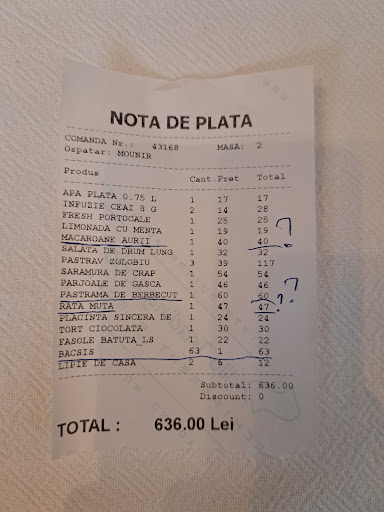 NOTA DE PLATA
COMANDA Nr.: 43168 MASA: 2
Ospatar: MOUNIR
Produs Cant. Pret Total
APA PLATA 0.75 L 1 17 17
INFUZIE CEAI 8 G 2 14 28
FRESH PORTOCALE 1 25 25
LIMONADA CU MENTA 1 19 19 ?
MACAROANE AURII 1 40 40
SALATA DE DRUM LUNG 1 32 32
PASTRAV ZGLOBIU 3 39 117
SARAMURA DE CRAP 1 54 54
PARJOALE DE GASCA 1 46 46 ?
PASTRAMA DE BERBECUT 1 60 60
RATA MUTA 1 47 47 ?
PLACINTA SINCERA DE 1 24 24
TORT CIOCOLATA 1 30 30
FASOLE BATUTA_LS 1 22 22
BACSIS 63 1 63
LIPIE DE CASA 2 6 12
Subtotal: 636.00
Discount: 0
TOTAL : 636.00 Lei